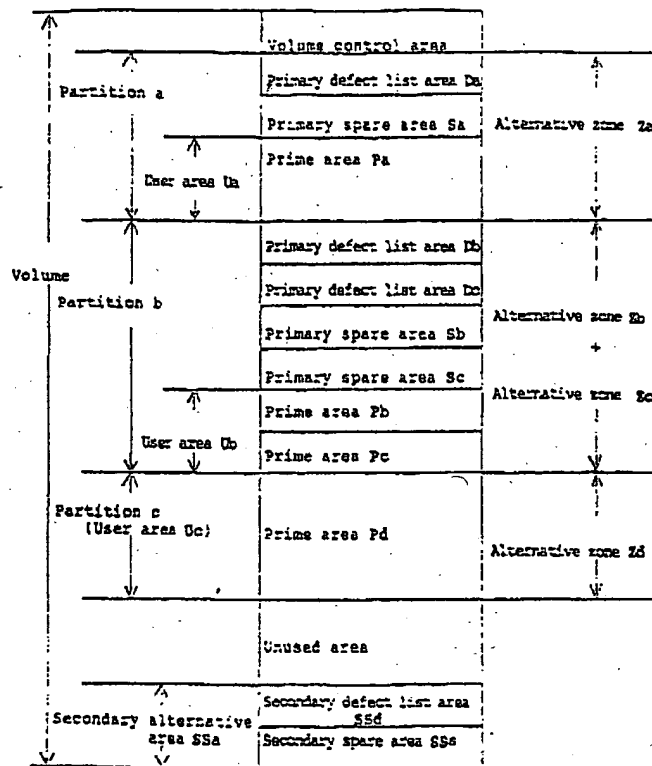 Volume control area
Primary defect list area Da
Partition a
Primary spare area Sa
Alternative zone Za
Prime area Pa
User area Ua
Primary defect list area Db
Volume
Primary defect list area Dc
Partition b
Primary spare area Sb
Alternative zone Zb
+
Primary spare area Sc
Alternative zone Zc
Prime area Pb
User area Ub
Prime area Pc
Partition c
(User area Uc)
Prime area Pd
Alternative zone Zd
Unused area
Secondary defect list area
SSd
Secondary alternative
area SSa
Secondary spare area SSs